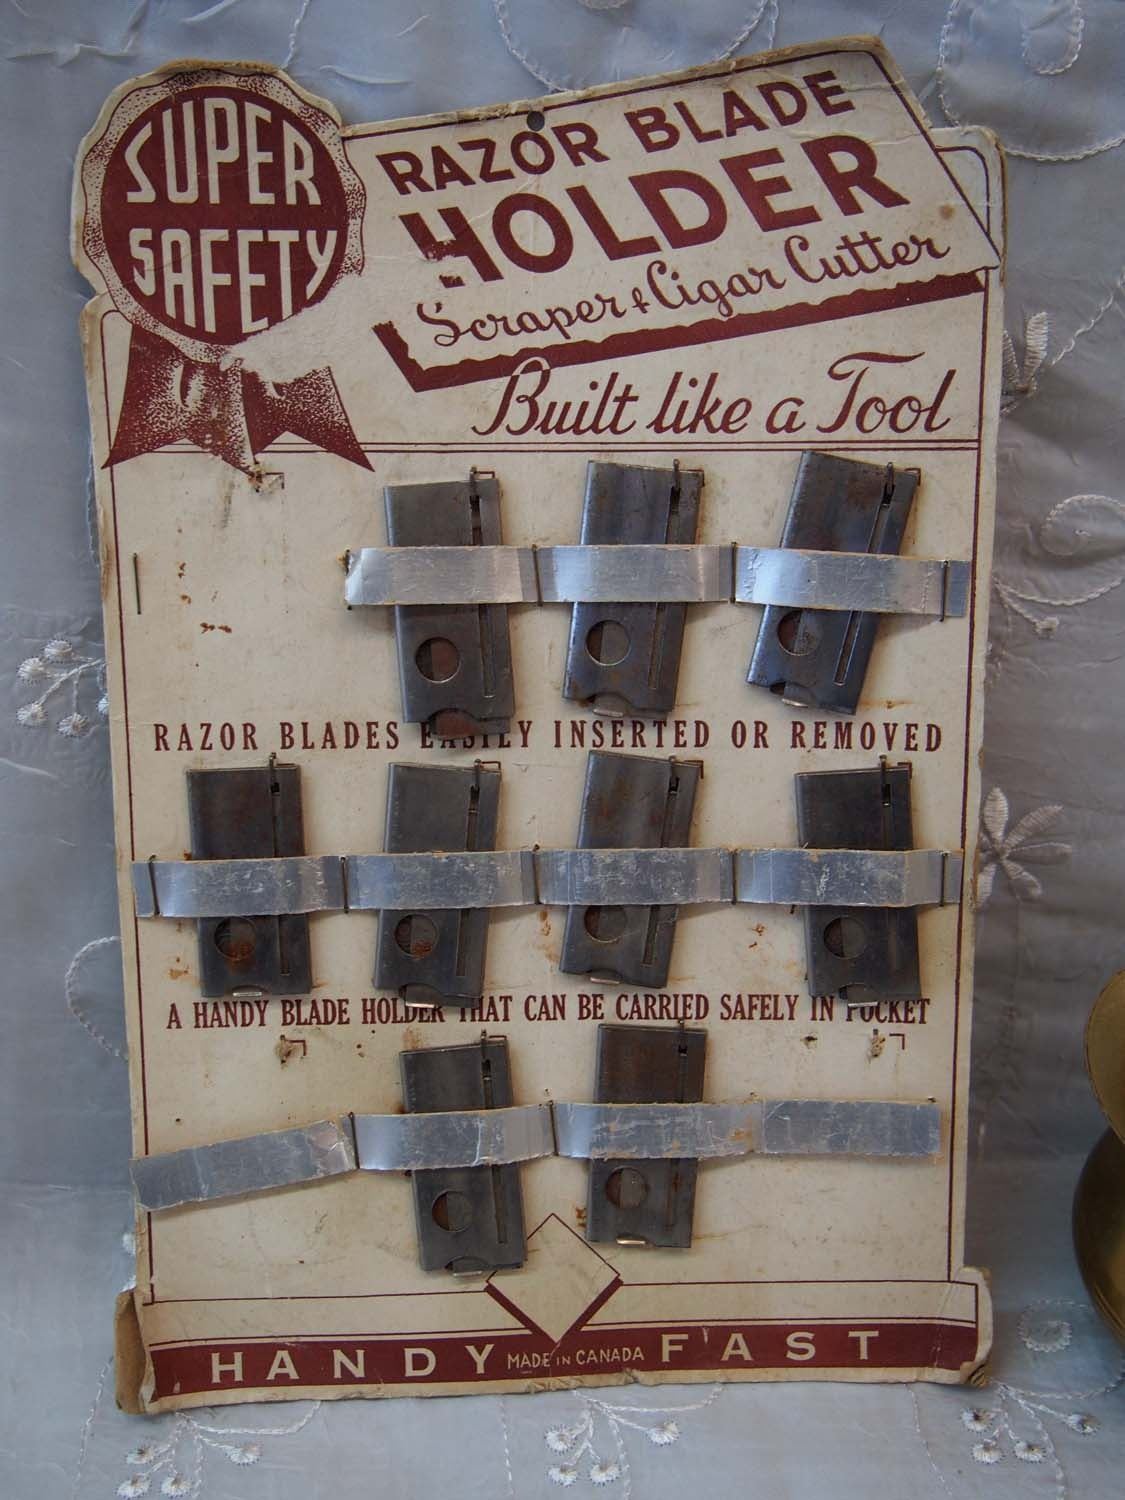 SUPER
SAFETY
RAZOR BLADE
HOLDER
Scraper & Cigar Cutter
Built like a Tool
RAZOR BLADES EASILY INSERTED OR REMOVED
A HANDY BLADE HOLDER THAT CAN BE CARRIED SAFELY IN POCKET
HANDY MADE IN CANADA FAST